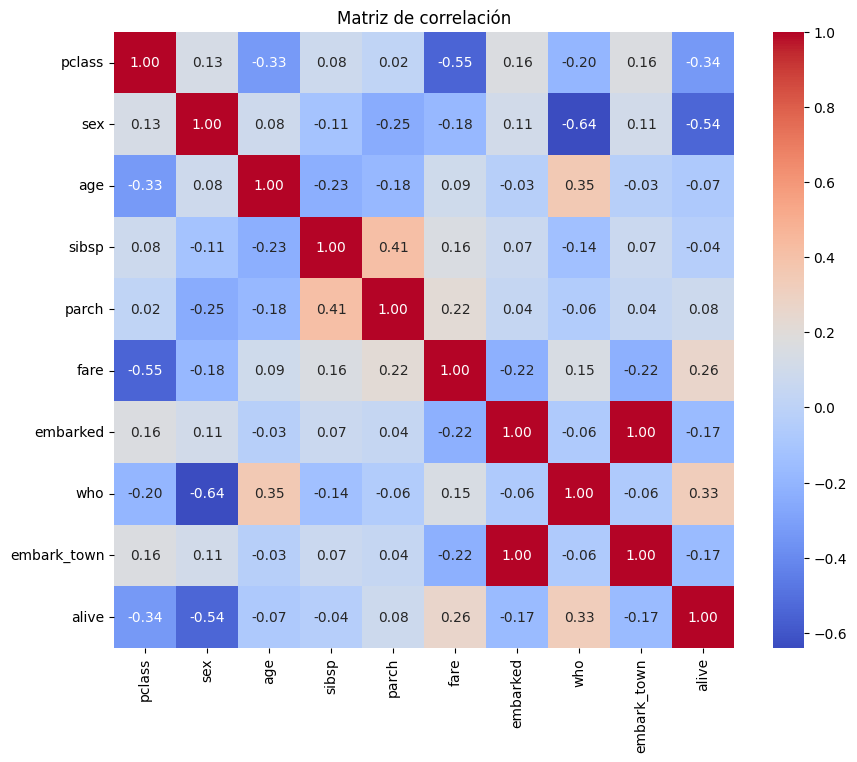 Matriz de correlación
pclass 1.00 0.13 -0.33 0.08 0.02 -0.55 0.16 -0.20 0.16 -0.34
sex 0.13 1.00 0.08 -0.11 -0.25 -0.18 0.11 -0.64 0.11 -0.54
age -0.33 0.08 1.00 -0.23 -0.18 0.09 -0.03 0.35 -0.03 -0.07
sibsp 0.08 -0.11 -0.23 1.00 0.41 0.16 0.07 -0.14 0.07 -0.04
parch 0.02 -0.25 -0.18 0.41 1.00 0.22 0.04 -0.06 0.04 0.08
fare -0.55 -0.18 0.09 0.16 0.22 1.00 -0.22 0.15 -0.22 0.26
embarked 0.16 0.11 -0.03 0.07 0.04 -0.22 1.00 -0.06 1.00 -0.17
who -0.20 -0.64 0.35 -0.14 -0.06 0.15 -0.06 1.00 -0.06 0.33
embark_town 0.16 0.11 -0.03 0.07 0.04 -0.22 1.00 -0.06 1.00 -0.17
alive -0.34 -0.54 -0.07 -0.04 0.08 0.26 -0.17 0.33 -0.17 1.00
pclass sex age sibsp parch fare embarked who embark_town alive
1.0
0.8
0.6
0.4
0.2
0.0
−0.2
−0.4
−0.6